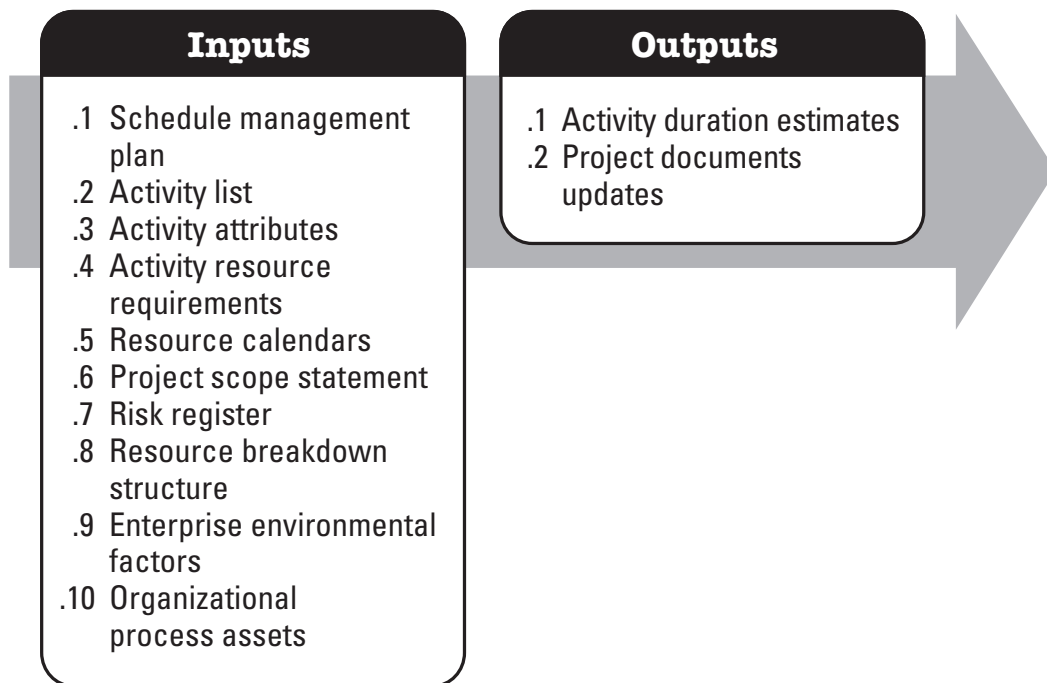 Inputs
.1 Schedule management
plan
.2 Activity list
.3 Activity attributes
.4 Activity resource
requirements
.5 Resource calendars
.6 Project scope statement
.7 Risk register
.8 Resource breakdown
structure
.9 Enterprise environmental
factors
.10 Organizational
process assets
Outputs
.1 Activity duration estimates
.2 Project documents
updates